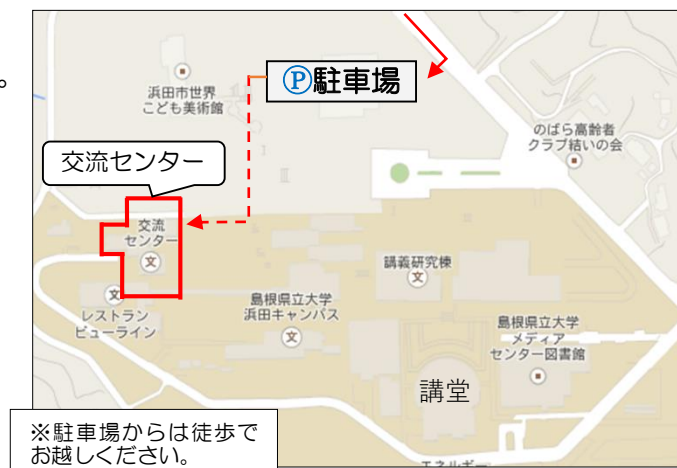 。
Ⓟ駐車場
浜田市世界
こども美術館
のばら高齢者
クラブ結いの会
交流センター
交流
センター
文
講義研究棟
文
文
レストラン
ビューライン
島根県立大学
浜田キャンパス
文
島根県立大学
メディア
センター図書館
講堂
※駐車場からは徒歩で
お越しください。